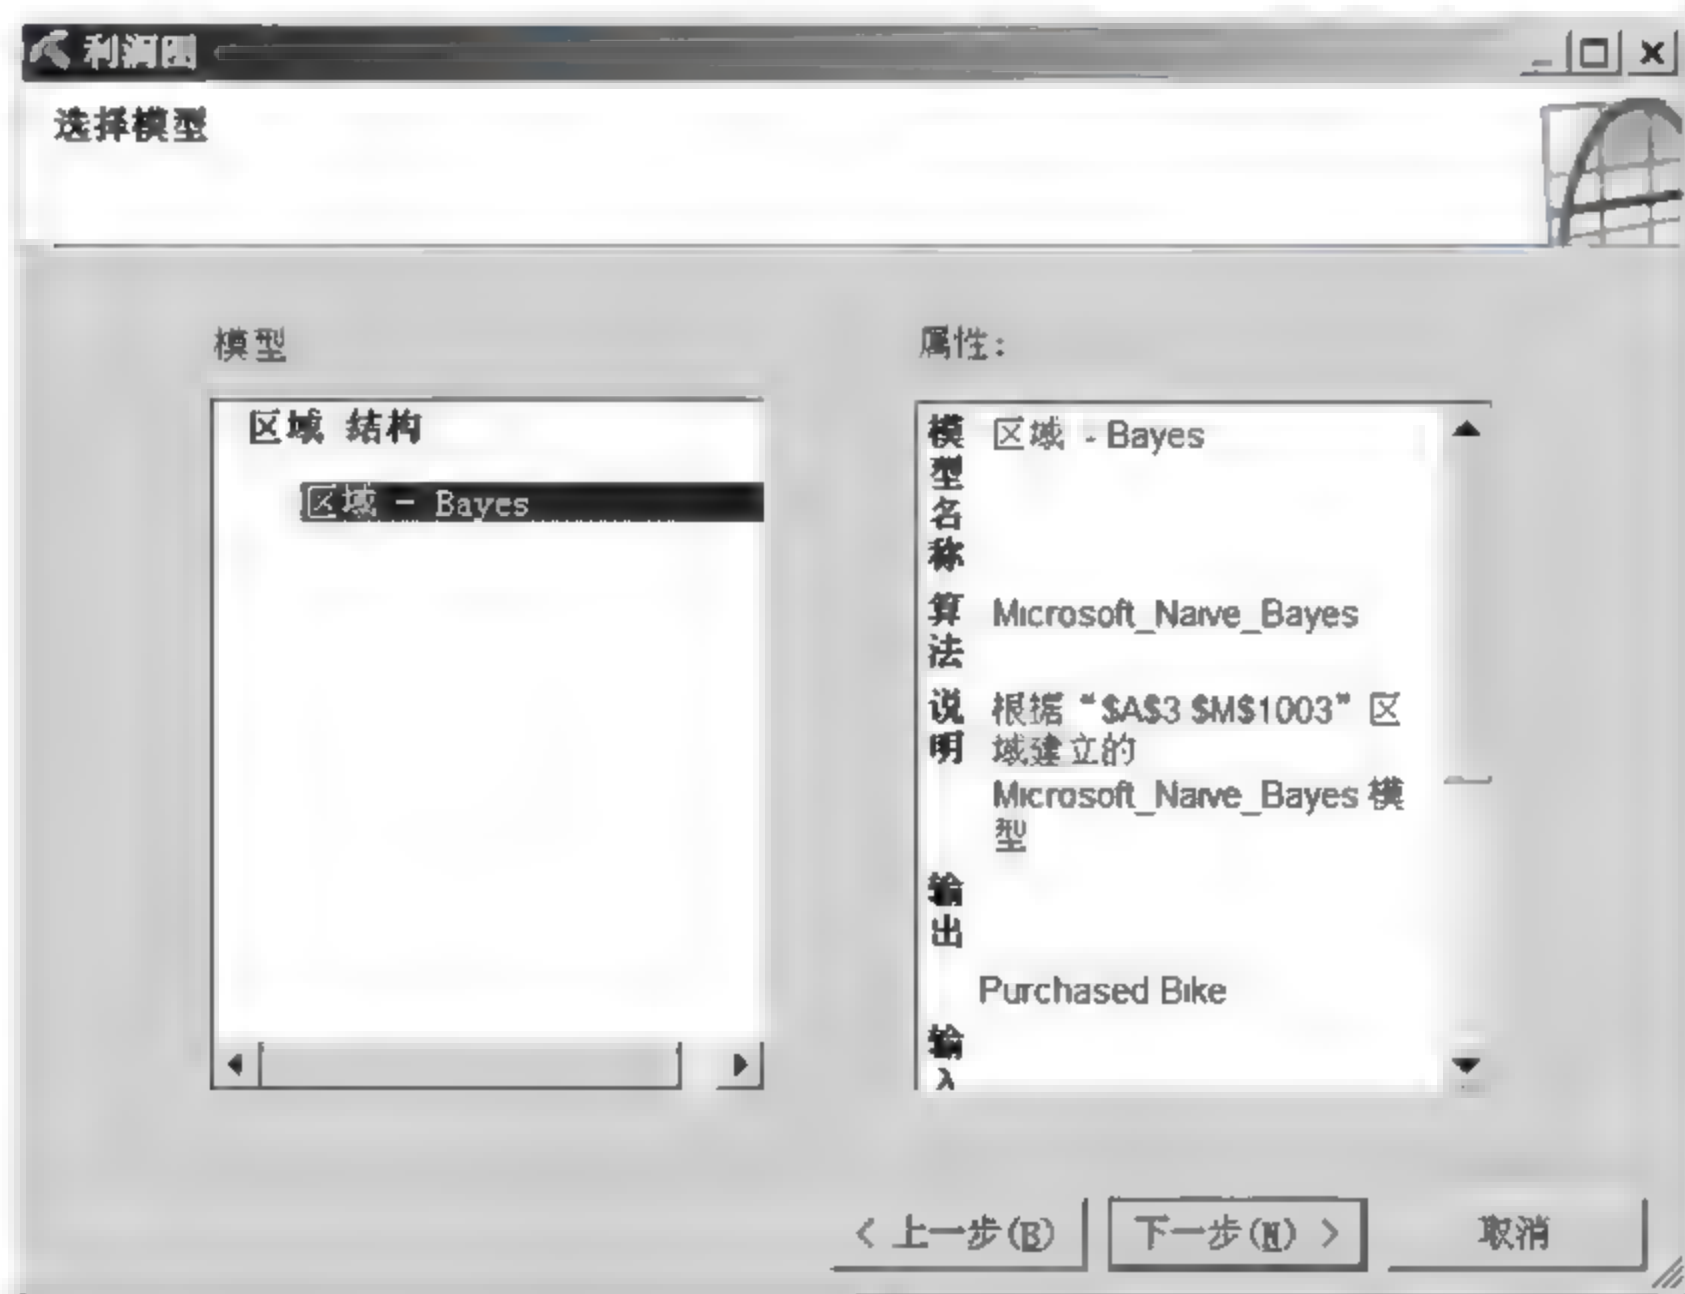 利润图
选择模型
模型
区域 结构
区域 - Bayes
属性:
模型名称 区域 - Bayes
算法 Microsoft_Naive_Bayes
说明 根据“$A$3 $M$1003”区
域建立的
Microsoft_Naive_Bayes 模
型
输出
Purchased Bike
输入
< 上一步(B)
下一步(N) >
取消